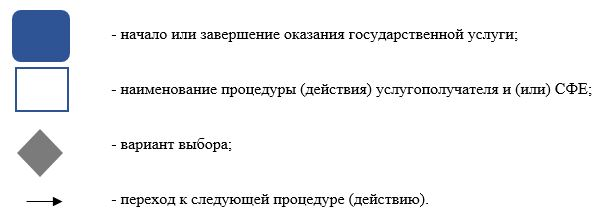 - начало или завершение оказания государственной услуги;
- наименование процедуры (действия) услугополучателя и (или) СФЕ;
- вариант выбора;
- переход к следующей процедуре (действию).